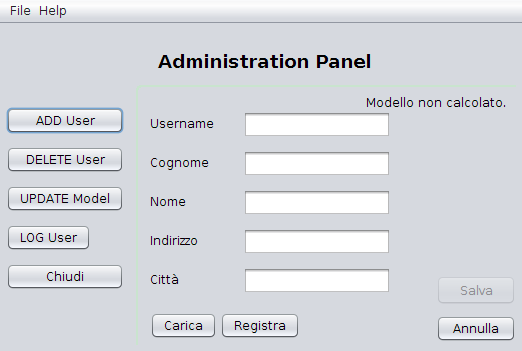 File Help
Administration Panel
Modello non calcolato.
ADD User
DELETE User
UPDATE Model
LOG User
Chiudi
Username
Cognome
Nome
Indirizzo
Città
Carica
Registra
Salva
Annulla